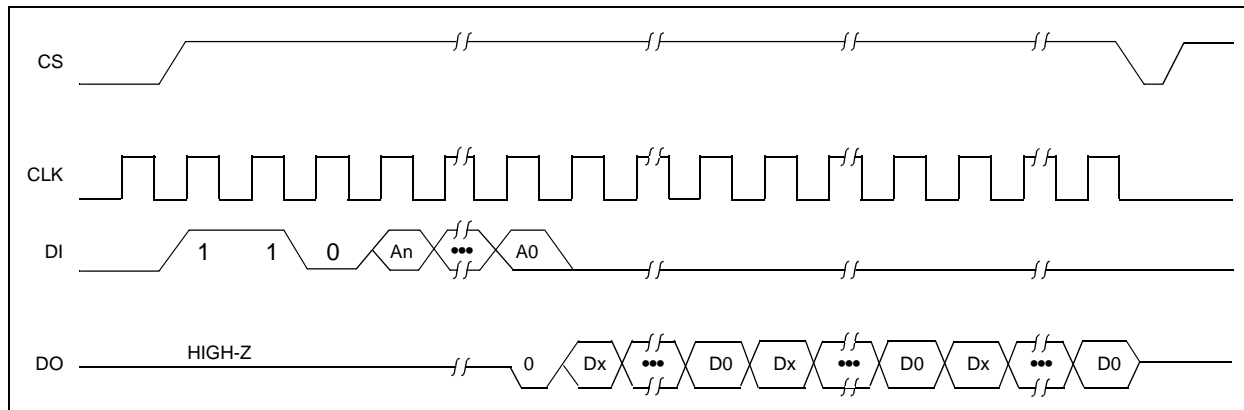 CS
CLK
DI 1 1 0 An ••• A0
HIGH-Z
DO 0 Dx ••• D0 Dx ••• D0 Dx ••• D0